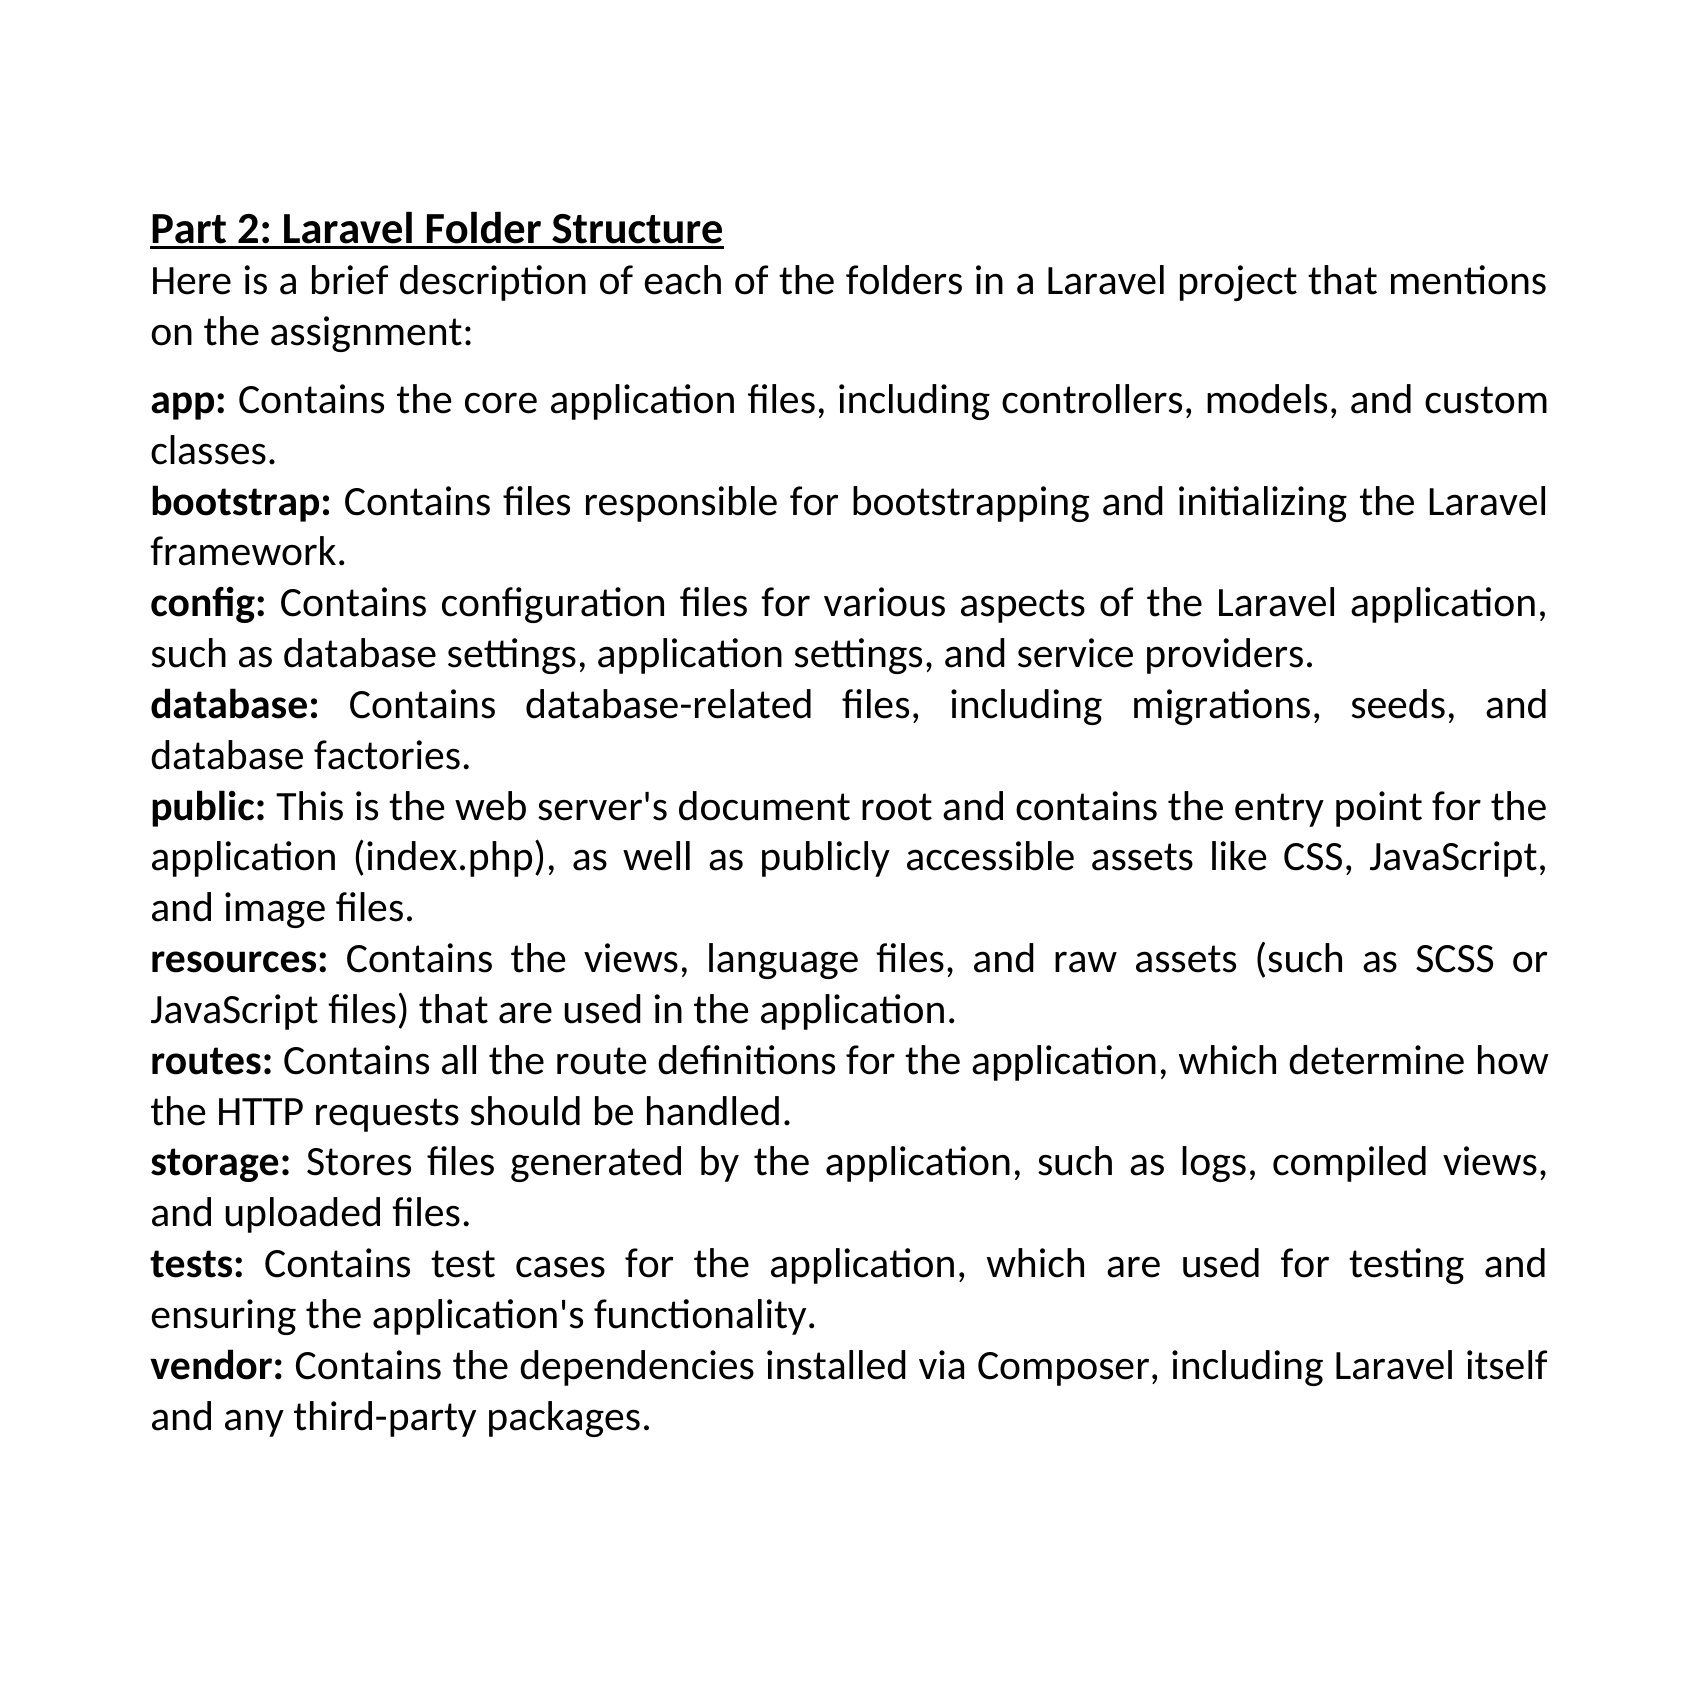 Part 2: Laravel Folder Structure
Here is a brief description of each of the folders in a Laravel project that mentions
on the assignment:
app: Contains the core application files, including controllers, models, and custom
classes.
bootstrap: Contains files responsible for bootstrapping and initializing the Laravel
framework.
config: Contains configuration files for various aspects of the Laravel application,
such as database settings, application settings, and service providers.
database: Contains database-related files, including migrations, seeds, and
database factories.
public: This is the web server's document root and contains the entry point for the
application (index.php), as well as publicly accessible assets like CSS, JavaScript,
and image files.
resources: Contains the views, language files, and raw assets (such as SCSS or
JavaScript files) that are used in the application.
routes: Contains all the route definitions for the application, which determine how
the HTTP requests should be handled.
storage: Stores files generated by the application, such as logs, compiled views,
and uploaded files.
tests: Contains test cases for the application, which are used for testing and
ensuring the application's functionality.
vendor: Contains the dependencies installed via Composer, including Laravel itself
and any third-party packages.